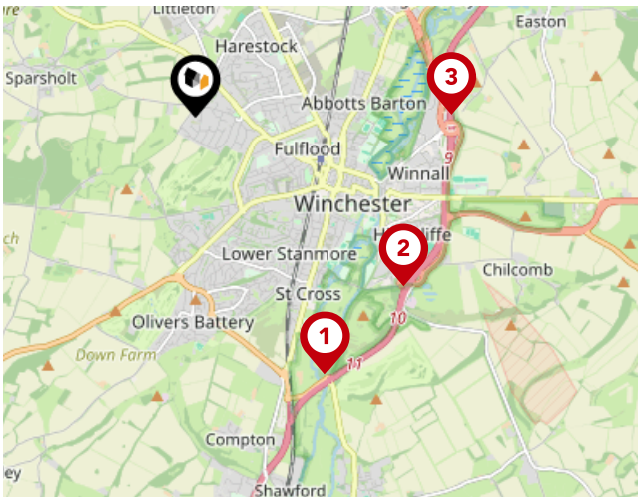 Littleton
Easton
Harestock
Sparsholt
3
Abbotts Barton
Fulflood
9
Winnall
Winchester
2
Lower Stanmore
Chilcomb
St Cross
Olivers Battery
10
1
Down Farm
11
Compton
Shawford